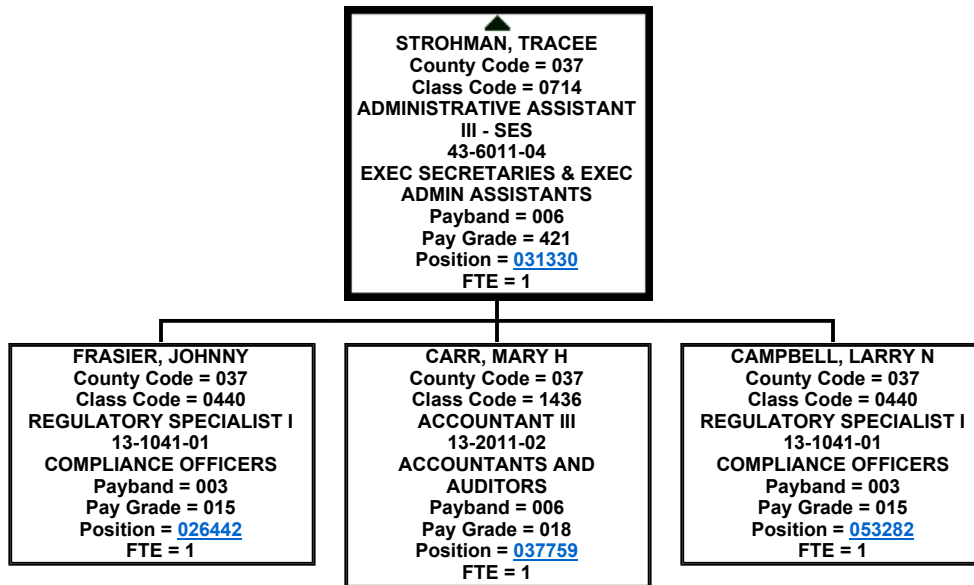 STROHMAN, TRACEE
County Code = 037
Class Code = 0714
ADMINISTRATIVE ASSISTANT
III - SES
43-6011-04
EXEC SECRETARIES & EXEC
ADMIN ASSISTANTS
Payband = 006
Pay Grade = 421
Position = 031330
FTE = 1
FRASIER, JOHNNY
County Code = 037
Class Code = 0440
REGULATORY SPECIALIST I
13-1041-01
COMPLIANCE OFFICERS
Payband = 003
Pay Grade = 015
Position = 026442
FTE = 1
CARR, MARY H
County Code = 037
Class Code = 1436
ACCOUNTANT III
13-2011-02
ACCOUNTANTS AND
AUDITORS
Payband = 006
Pay Grade = 018
Position = 037759
FTE = 1
CAMPBELL, LARRY N
County Code = 037
Class Code = 0440
REGULATORY SPECIALIST I
13-1041-01
COMPLIANCE OFFICERS
Payband = 003
Pay Grade = 015
Position = 053282
FTE = 1